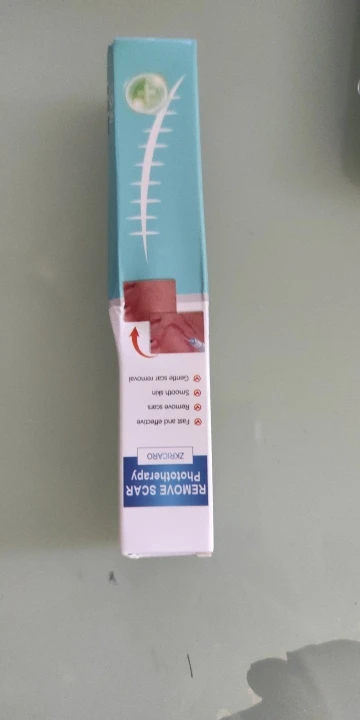 REMOVE SCAR
Phototherapy
ZKRICARO
Fast and effective
Remove scars
Smooth skin
Gentle scar removal